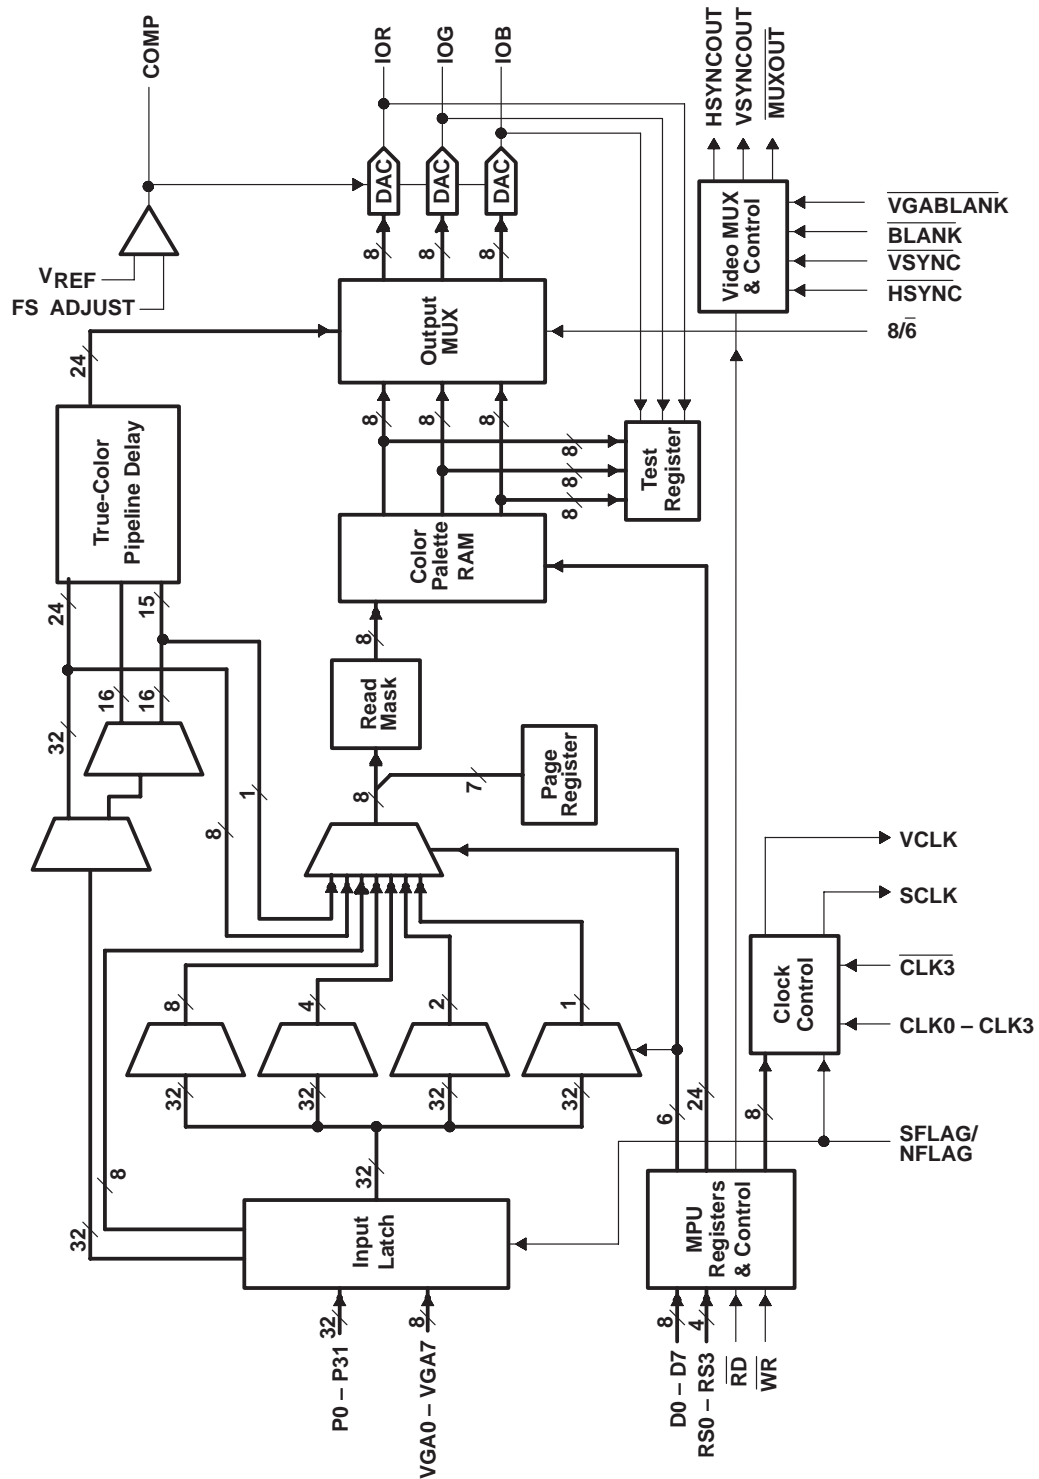 COMP
IOR
IOG
IOB
HSYNCOUT
VSYNCOUT
MUXOUT
VREF
FS ADJUST
DAC
DAC
DAC
8
8
8
Video MUX
& Control
VGABLANK
BLANK
VSYNC
HSYNC
8/6
Output
MUX
24
True-Color
Pipeline Delay
8
8
8
8
8
8
Test
Register
24
15
Color
Palette
RAM
8
32
16
16
Read
Mask
Page
Register
7
8
1
8
VCLK
SCLK
CLK3
CLK0 – CLK3
Clock
Control
8
4
2
1
32
32
32
32
6
24
8
SFLAG/
NFLAG
32
8
32
Input
Latch
MPU
Registers
& Control
32
8
8
4
P0 – P31
VGA0 – VGA7
D0 – D7
RS0 – RS3
RD
WR